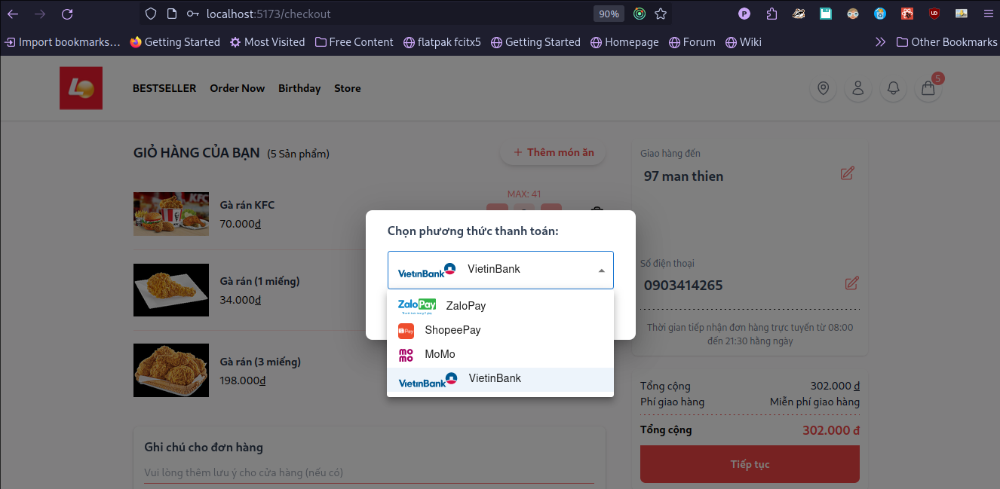 localhost:5173/checkout
90%
Import bookmarks...
Getting Started
Most Visited
Free Content
flatpak fcitx5
Getting Started
Homepage
Forum
Wiki
Other Bookmarks
BESTSELLER
Order Now
Birthday
Store
5
GIỎ HÀNG CỦA BẠN (5 Sản phẩm)
+ Thêm món ăn
Gà rán KFC
70.000₫
MAX: 41
Gà rán (1 miếng)
34.000₫
Gà rán (3 miếng)
198.000₫
Ghi chú cho đơn hàng
Vui lòng thêm lưu ý cho cửa hàng (nếu có)
Chọn phương thức thanh toán:
VietinBank VietinBank
ZaloPay ZaloPay
Pay ShopeePay
momo MoMo
VietinBank VietinBank
Giao hàng đến
97 man thien
Số điện thoại
0903414265
Thời gian tiếp nhận đơn hàng trực tuyến từ 08:00
đến 21:30 hằng ngày
Tổng cộng 302.000 ₫
Phí giao hàng Miễn phí giao hàng
Tổng cộng 302.000 đ
Tiếp tục